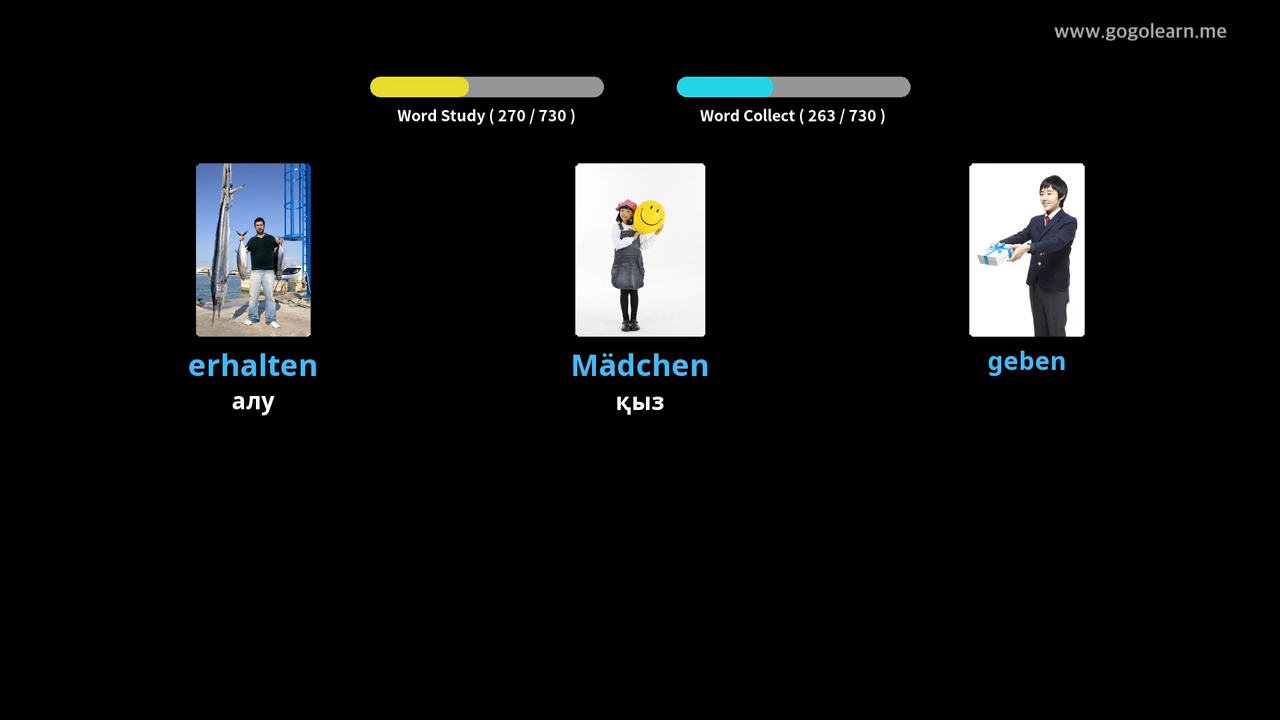 www.gogolearn.me
Word Study ( 270 / 730 )
Word Collect ( 263 / 730 )
erhalten
алу
Mädchen
қыз
geben